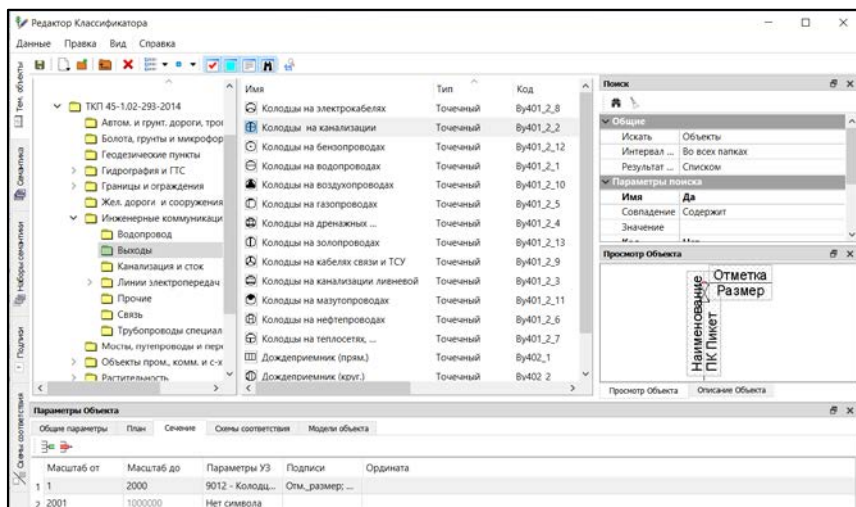 Редактор Классификатора
Данные Правка Вид Справка
Тем. объекты
Семантика
Наборы семантики
Подписи
Схемы соответствия
ТКП 45-1.02-293-2014
Автом. и грунт. дороги, троп
Болота, грунты и микрофор
Геодезические пункты
Гидрография и ГТС
Границы и ограждения
Жел. дороги и сооружения
Инженерные коммуникаци
Водопровод
Выходы
Канализация и сток
Линии электропередач
Прочие
Связь
Трубопроводы специал
Мосты, путепроводы и пере
Объекты пром., комм. и с-х
Растительность
Имя Тип Код
Колодцы на электрокабелях Точечный By401_2_8
Колодцы на канализации Точечный By401_2_2
Колодцы на бензопроводах Точечный By401_2_12
Колодцы на водопроводах Точечный By401_2_1
Колодцы на воздухопроводах Точечный By401_2_10
Колодцы на газопроводах Точечный By401_2_5
Колодцы на дренажных ... Точечный By401_2_4
Колодцы на золопроводах Точечный By401_2_13
Колодцы на кабелях связи и ТСУ Точечный By401_2_9
Колодцы на канализации ливневой Точечный By401_2_3
Колодцы на мазутопроводах Точечный By401_2_11
Колодцы на нефтепроводах Точечный By401_2_6
Колодцы на теплосетях, ... Точечный By401_2_7
Дождеприемник (прям.) Точечный By402_1
Дождеприемник (круг.) Точечный By402_2
Поиск
Общие
Искать Объекты
Интервал ... Во всех папках
Результат ... Списком
Параметры поиска
Имя Да
Совпадение Содержит
Значение
Просмотр Объекта
Отметка
Размер
Наименование
ПК Пикет
Просмотр Объекта Описание Объекта
Параметры Объекта
Общие параметры План Сечение Схемы соответствия Модели объекта
Масштаб от Масштаб до Параметры УЗ Подписи Ордината
1 1 2000 9012 - Колодц... Отм._размер; ...
2 2001 1000000 Нет символа